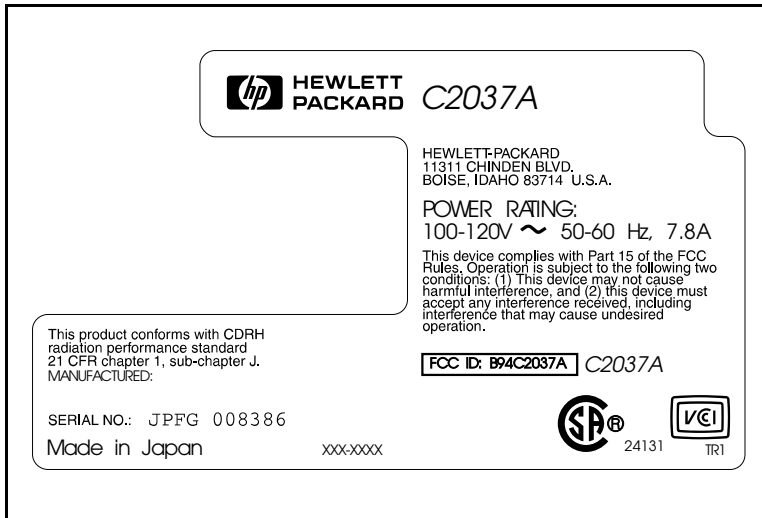 hp HEWLETT
PACKARD C2037A
HEWLETT-PACKARD
11311 CHINDEN BLVD.
BOISE, IDAHO 83714 U.S.A.
POWER RATING:
100-120V ~ 50-60 Hz, 7.8A
This device complies with Part 15 of the FCC
Rules. Operation is subject to the following two
conditions: (1) This device may not cause
harmful interference, and (2) this device must
accept any interference received, including
interference that may cause undesired
operation.
FCC ID: B94C2037A C2037A
This product conforms with CDRH
radiation performance standard
21 CFR chapter 1, sub-chapter J.
MANUFACTURED:
SERIAL NO.: JPFG 008386
Made in Japan XXX-XXXX
SA ® 24131
VCI
TR1